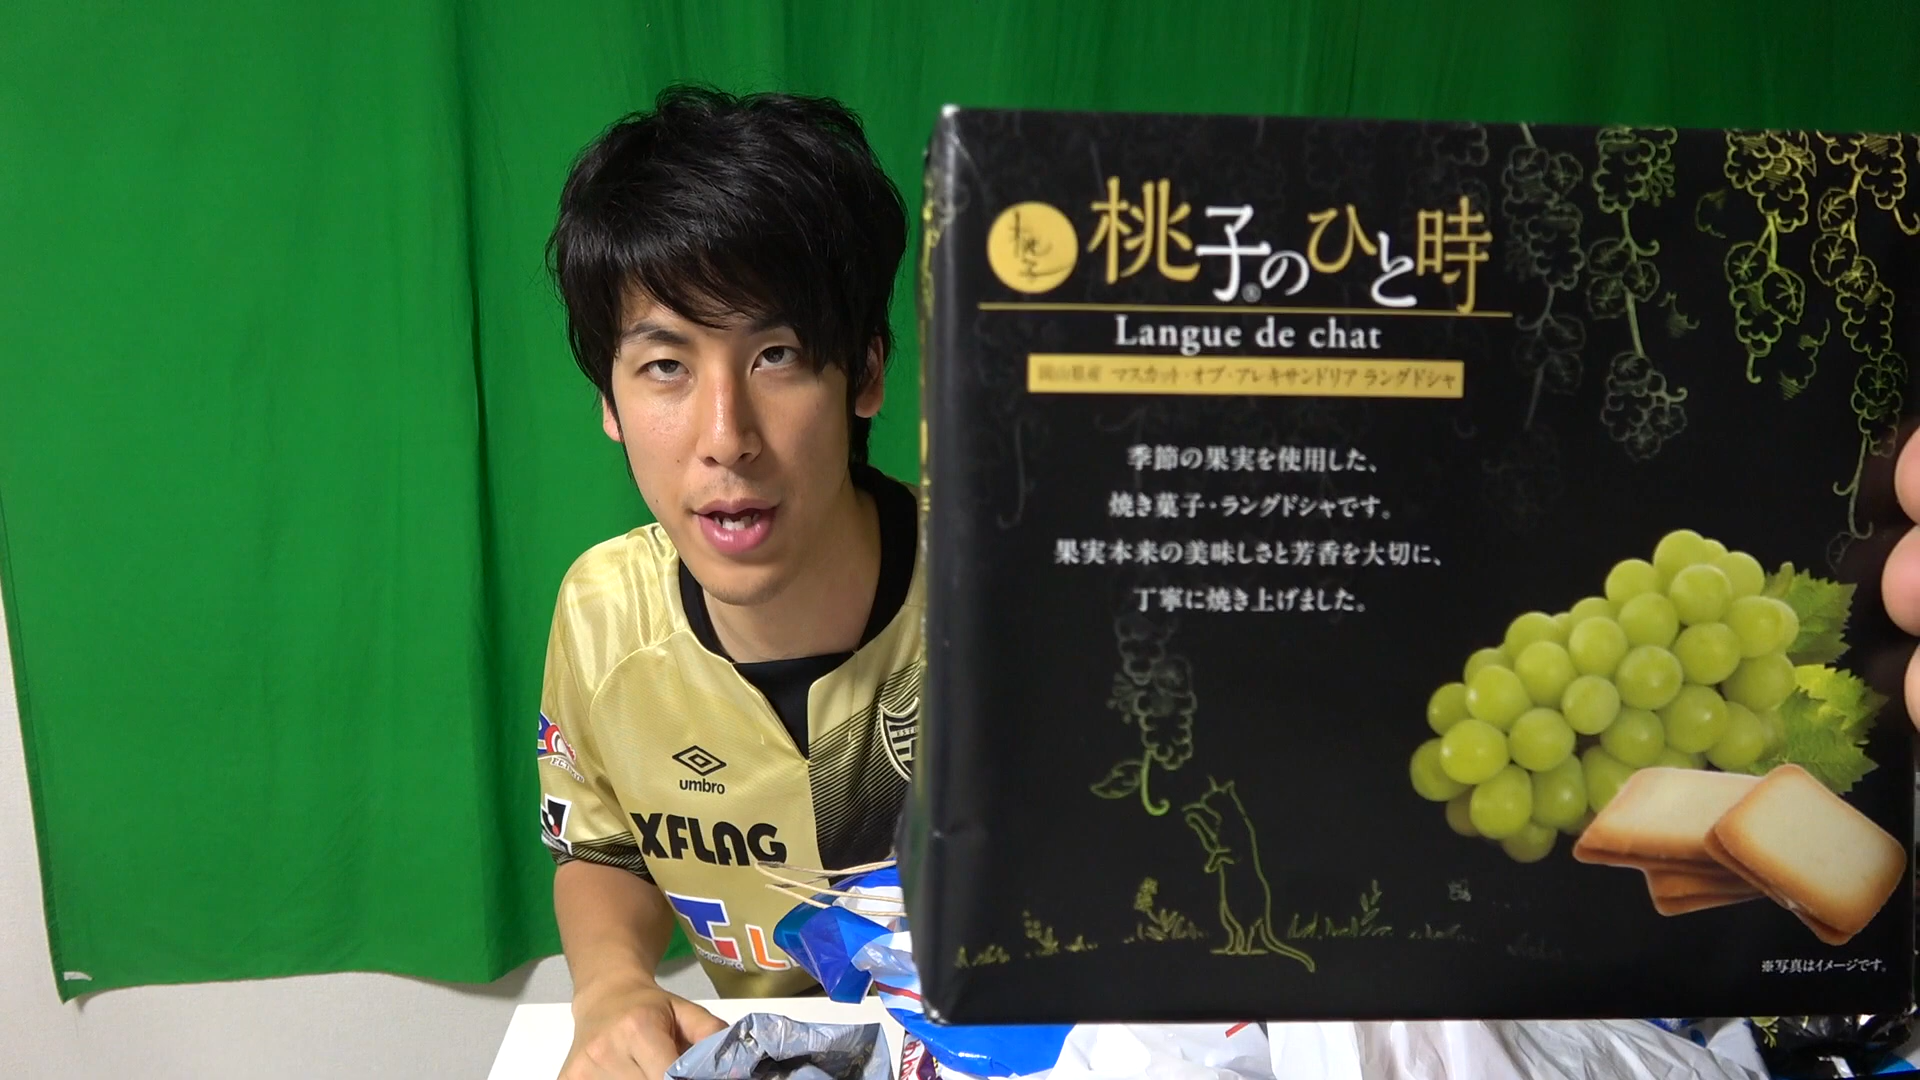 桃子のひと時
Langue de chat
岡山県産 マスカット・オブ・アレキサンドリア ラングドシャ
季節の果実を使用した、
焼き菓子・ラングドシャです。
果実本来の美味しさと芳香を大切に、
丁寧に焼き上げました。
※写真はイメージです。
umbro
XFLAG